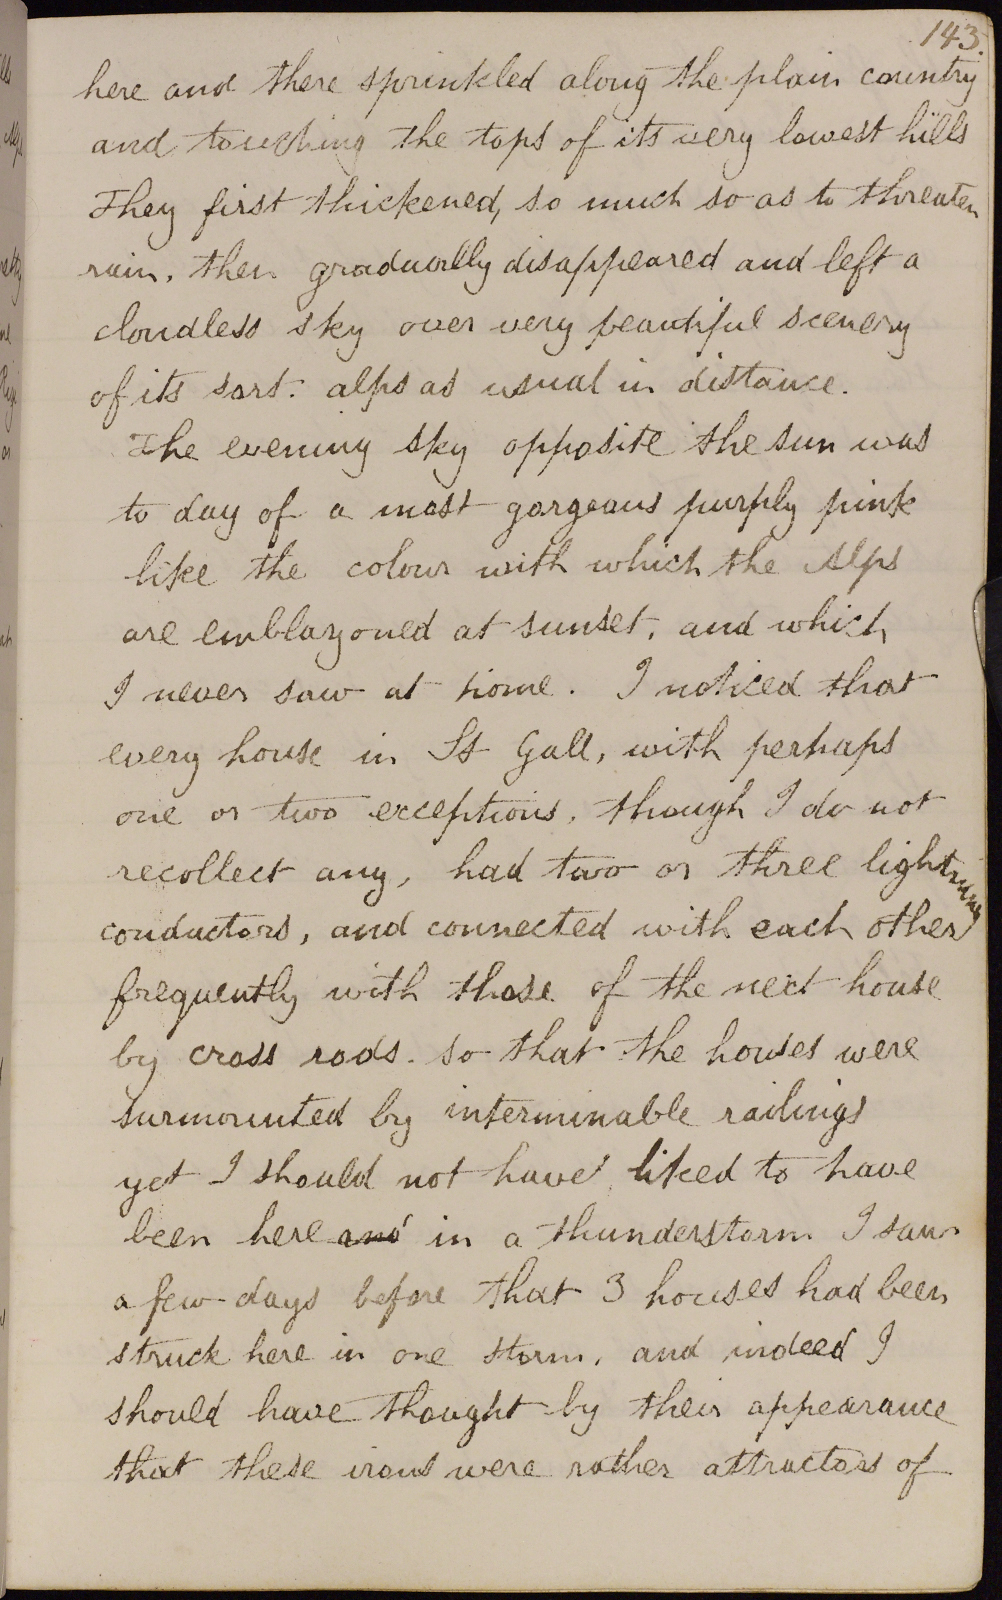 143.
here and there sprinkled along the plain country
and touching the tops of its very lowest hills
They first thickened, so much so as to threaten
rain, then gradually disappeared and left a
cloudless sky over very beautiful scenery
of its sort. alps as usual in distance.
The evening sky opposite the sun was
to day of a most gorgeous purply pink
like the colour with which the Alps
are emblazoned at sunset, and which
I never saw at home. I noticed that
every house in St Gall, with perhaps
one or two exceptions, though I do not
recollect any, had two or three lightning
conductors, and connected with each other
frequently with those of the next house
by cross rods. so that the houses were
surmounted by interminable railings
yet I should not have liked to have
been here and in a thunderstorm I saw
a few days before that 3 houses had been
struck here in one storm, and indeed I
should have thought by their appearance
that these irons were rather attractors of